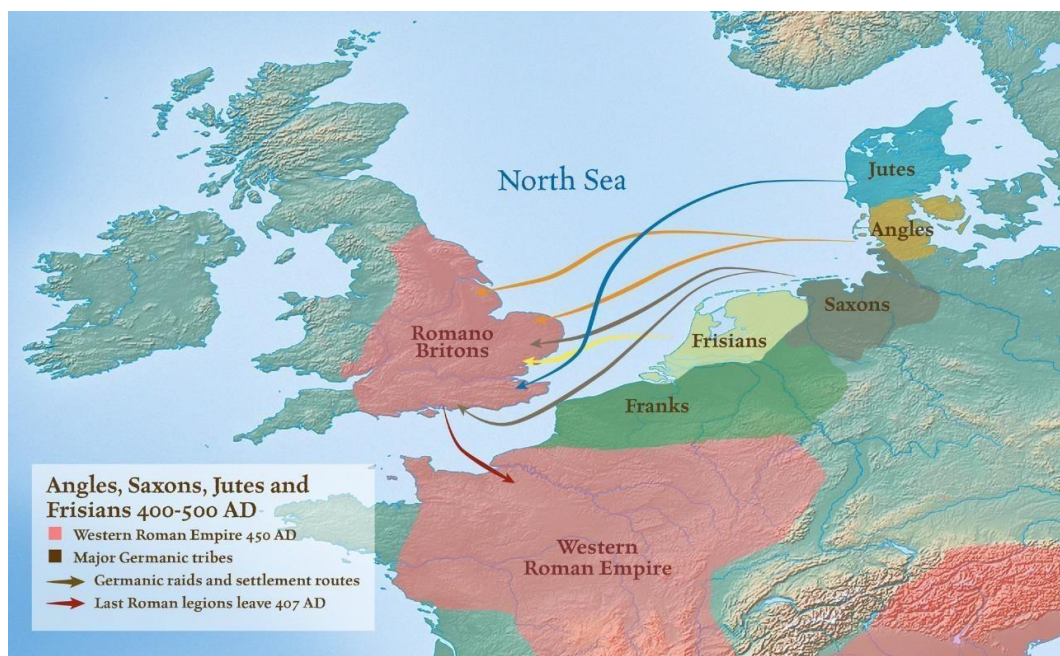 North Sea
Jutes
Angles
Saxons
Frisians
Romano
Britons
Franks
Western
Roman Empire
Angles, Saxons, Jutes and
Frisians 400-500 AD
Western Roman Empire 450 AD
Major Germanic tribes
Germanic raids and settlement routes
Last Roman legions leave 407 AD